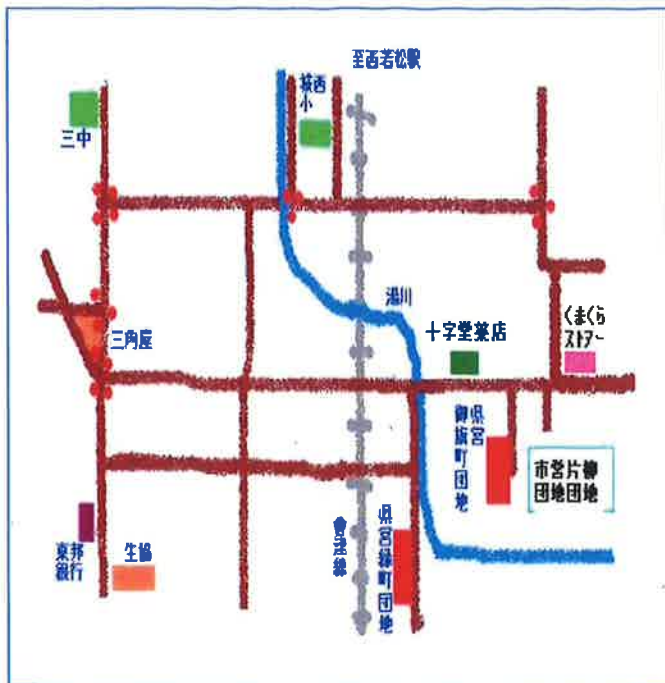 至西若松駅
城西
小
三中
湯川
三角屋
十字堂薬店
くまくら
ストアー
県営
御旗町団地
市営片柳
団地団地
東邦
銀行
生協
会津線
県営緑町団地